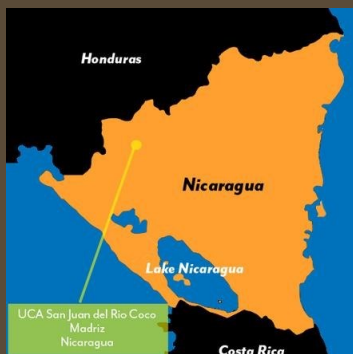 Honduras
Nicaragua
Lake Nicaragua
UCA San Juan del Rio Coco
Madriz
Nicaragua
Costa Rica